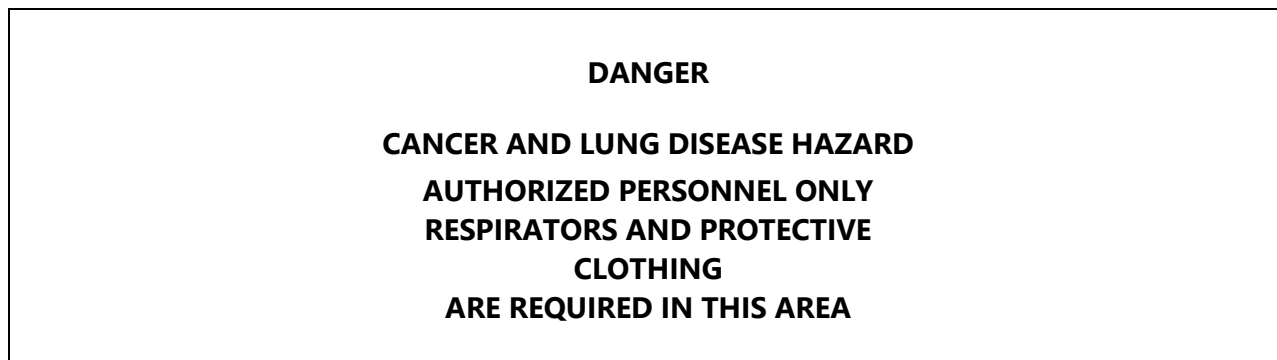 DANGER
CANCER AND LUNG DISEASE HAZARD
AUTHORIZED PERSONNEL ONLY
RESPIRATORS AND PROTECTIVE
CLOTHING
ARE REQUIRED IN THIS AREA